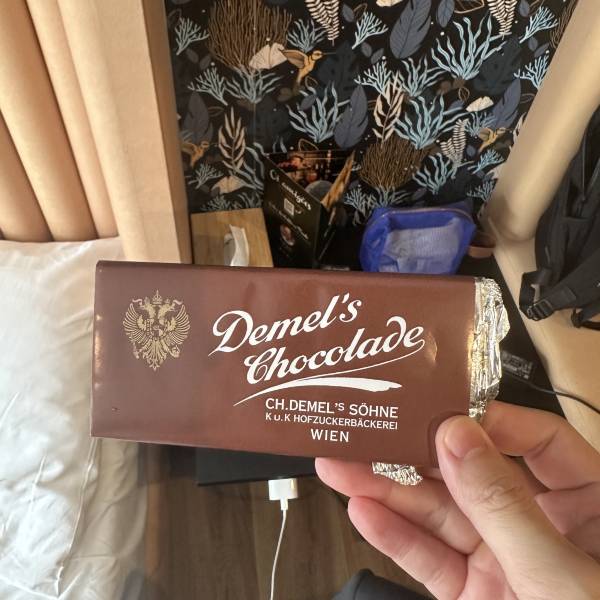 Demel's
Chocolade
CH.DEMEL'S SÖHNE
K u.K HOFZUCKERBÄCKEREI
WIEN